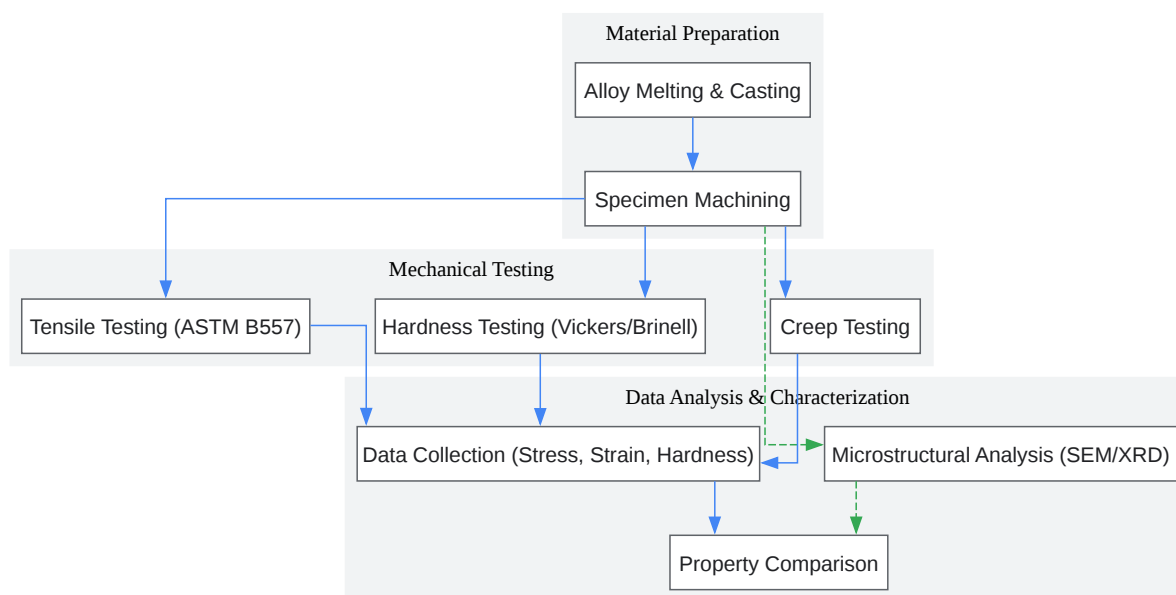 Material Preparation
Alloy Melting & Casting
Specimen Machining
Mechanical Testing
Tensile Testing (ASTM B557)
Hardness Testing (Vickers/Brinell)
Creep Testing
Data Analysis & Characterization
Data Collection (Stress, Strain, Hardness)
Microstructural Analysis (SEM/XRD)
Property Comparison